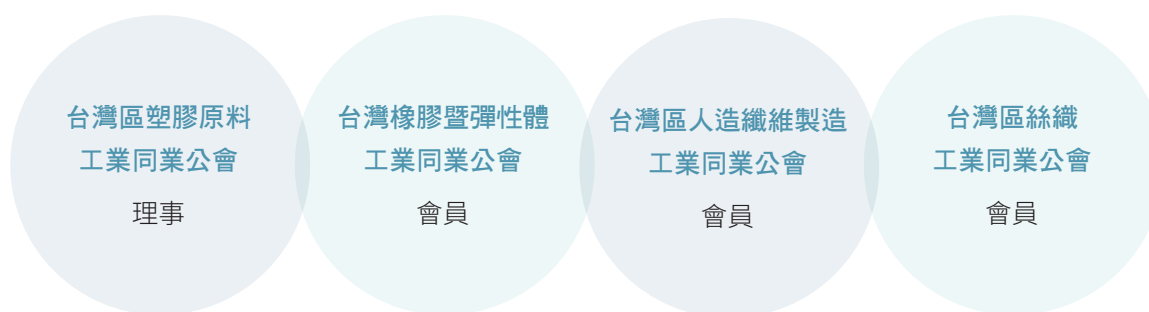 台灣區塑膠原料
工業同業公會
理事
台灣橡膠暨彈性體
工業同業公會
會員
台灣區人造纖維製造
工業同業公會
會員
台灣區絲織
工業同業公會
會員